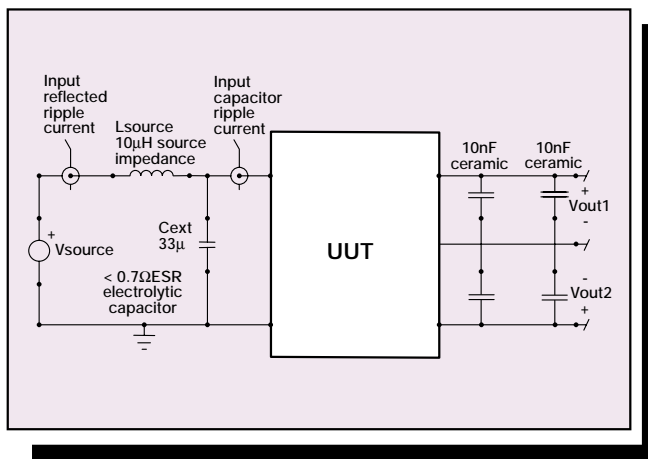 Input
reflected
ripple
current
Input
capacitor
ripple
current
Lsource
10μH source
impedance
10nF
ceramic
10nF
ceramic
+
Vout1
-
+
Vsource
Cext
33μ
UUT
< 0.7ΩESR
electrolytic
capacitor
-
Vout2
+